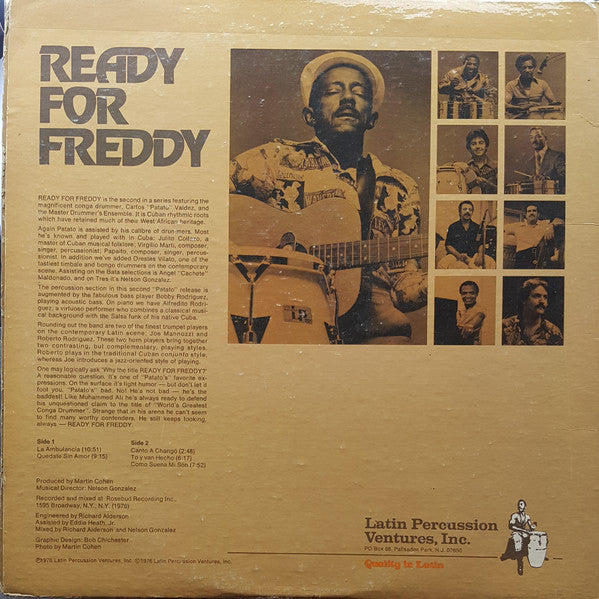 READY
FOR
FREDDY
READY FOR FREDDY is the second in a series featuring the
magnificent conga drummer, Carlos "Patato" Valdez, and
the Master Drummer's Ensemble. It is Cuban rhythmic roots
which have retained much of their West African heritage.
Again Patato is assisted by his calibre of drummers. Most
he's known and played with in Cuba: Julito Collazo, a
master of Cuban musical folklore; Virgilio Marti, composer,
singer, percussionist; Papaito, composer, singer, percus-
sionist. In addition we've added Orestes Vilato, one of the
tastiest timbale and bongo drummers on the contemporary
scene. Assisting on the Bata selections is Angel "Cachete"
Maldonado, and on Tres it's Nelson Gonzalez.
The percussion section in this second "Patato" release is
augmented by the fabulous bass player Bobby Rodriguez,
playing acoustic bass. On piano we have Alfredito Rodri-
guez, a virtuoso performer who combines a classical musi-
cal background with the Salsa funk of his native Cuba.
Rounding out the band are two of the finest trumpet players
on the contemporary Latin scene; Joe Mannozzi and
Roberto Rodriguez. These two horn players bring together
two contrasting, but complementary, playing styles.
Roberto plays in the traditional Cuban conjunto style,
whereas Joe introduces a jazz-oriented style of playing.
One may logically ask 'Why the title READY FOR FREDDY?'
A reasonable question. It's one of "Patato's" favorite ex-
pressions. On the surface it's light humor — but don't let it
fool you. "Patato's" bad. No! He's not bad — he's the
baddest! Like Muhammed Ali he's always ready to defend
his unquestioned claim to the title of "World's Greatest
Conga Drummer". Strange that in his arena he can't seem
to find many worthy contenders. He still keeps looking,
always — READY FOR FREDDY.
Side 1 Side 2
La Ambulancia (10:51) Canto A Changó (2:48)
Quedate Sin Amor (9:15) To y van Hecho (6:17)
Como Suena Mi Son (7:52)
Produced by Martin Cohen
Musical Director: Nelson Gonzalez
Recorded and mixed at: Rosebud Recording Inc.,
1595 Broadway, N.Y., N.Y. (1976)
Engineered by Richard Alderson
Assisted by Eddie Heath, Jr.
Mixed by Richard Alderson and Nelson Gonzalez
Graphic Design: Bob Chichester
Photo by Martin Cohen
℗1976 Latin Percussion Ventures, Inc. ©1976 Latin Percussion Ventures, Inc.
Latin Percussion
Ventures, Inc.
PO Box 88, Palisades Park, N.J. 07650
Quality in Latin